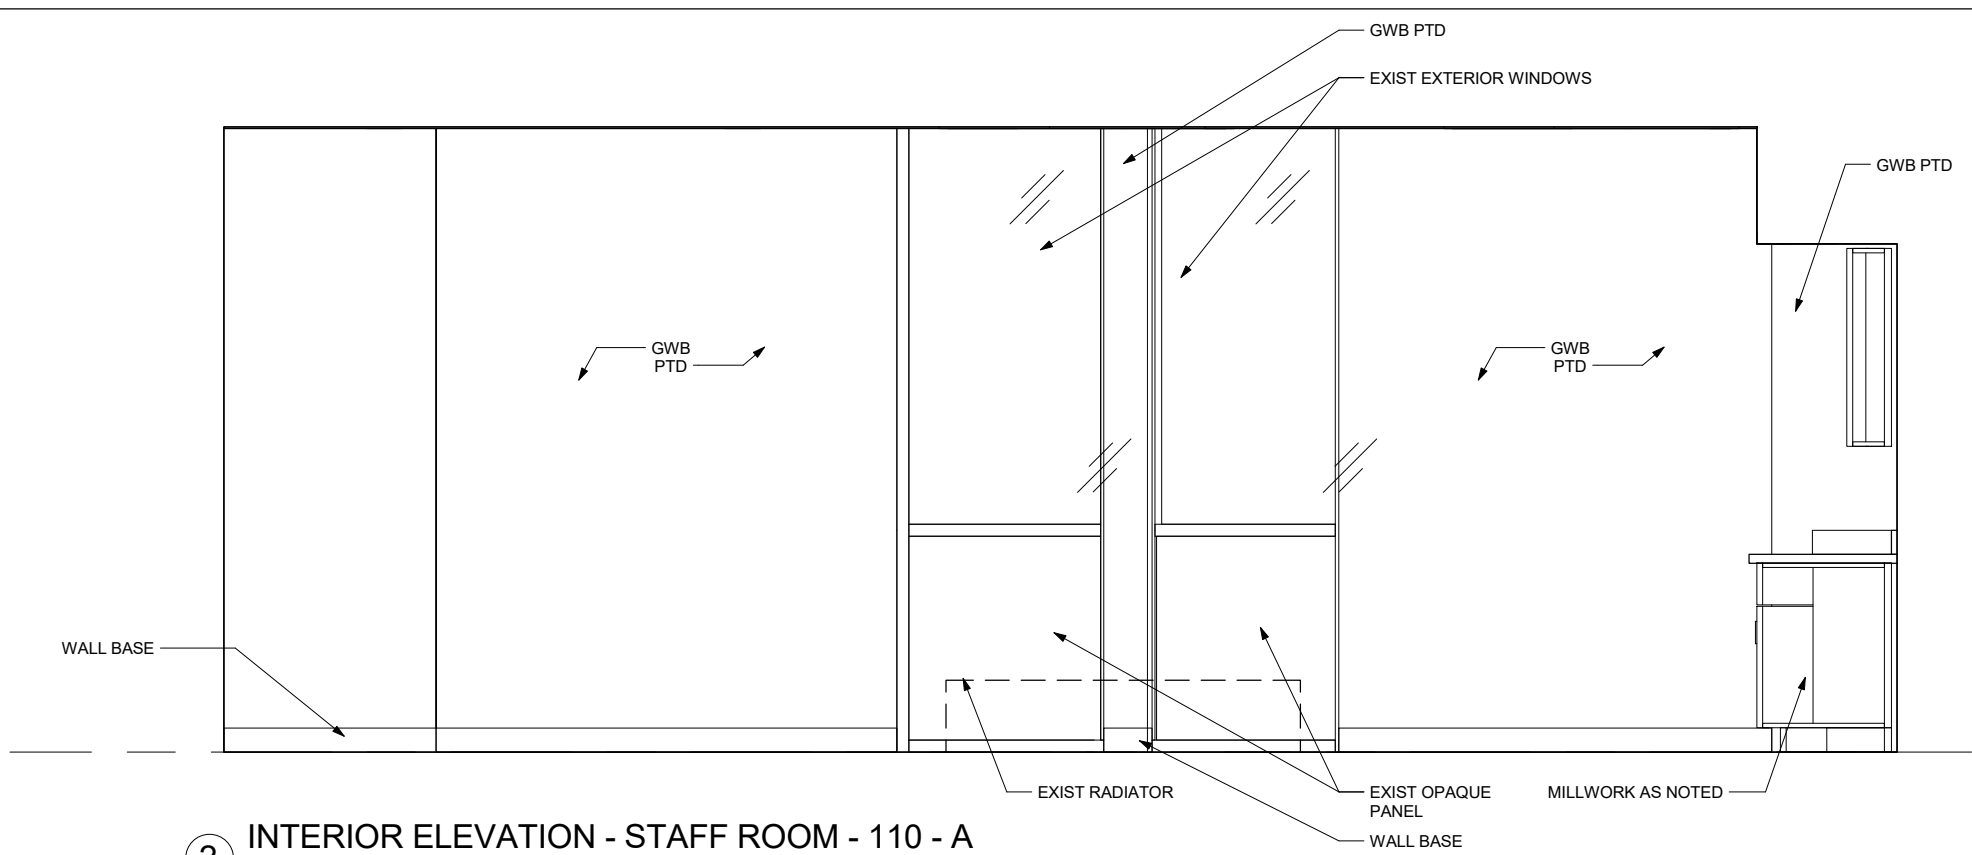 GWB PTD
EXIST EXTERIOR WINDOWS
GWB PTD
GWB
PTD
GWB
PTD
WALL BASE
EXIST RADIATOR
EXIST OPAQUE
PANEL
MILLWORK AS NOTED
WALL BASE
INTERIOR ELEVATION - STAFF ROOM - 110 - A